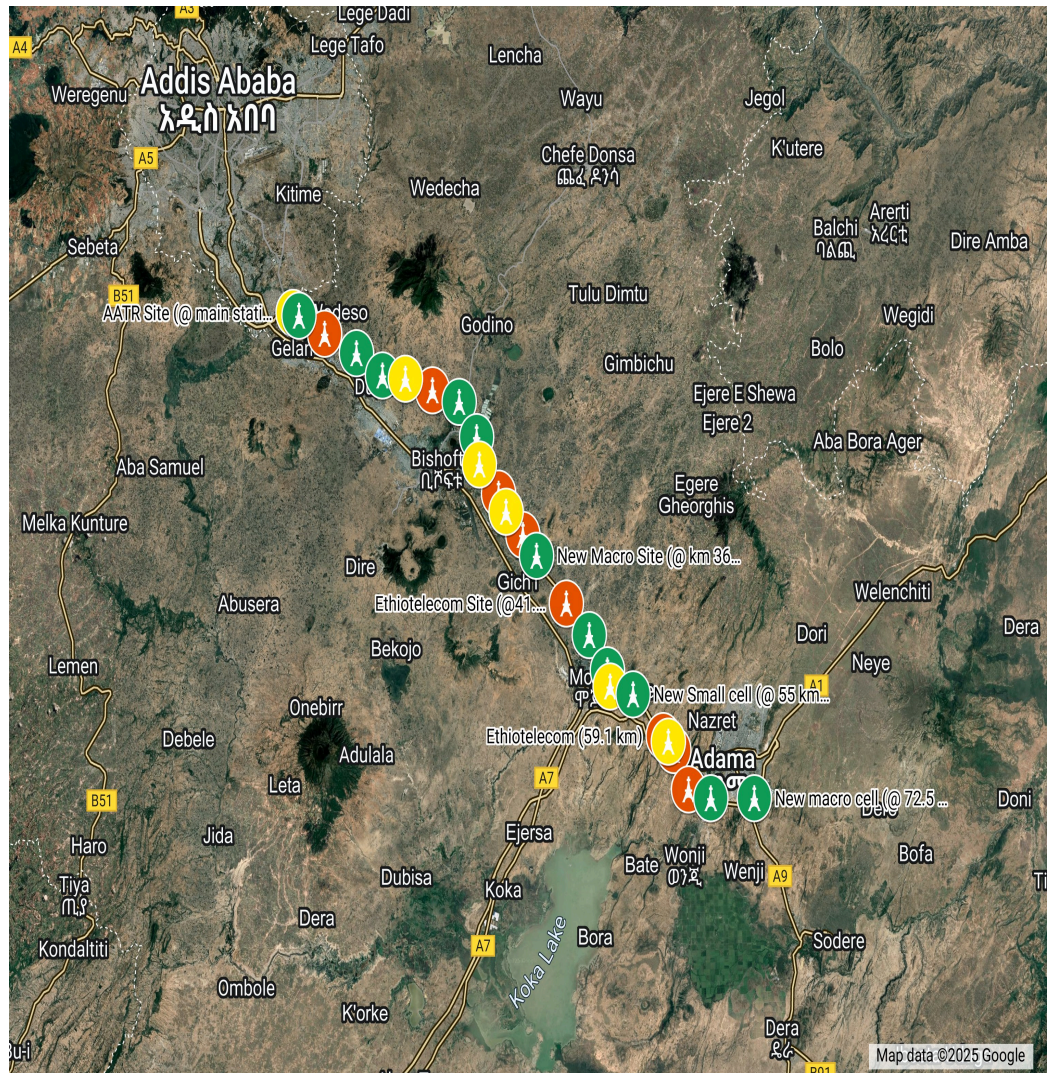 A3
Lege Dadi
A4
Lege Tafo
Lencha
Addis Ababa
አዲስ አበባ
Weregenu
Wayu
Jegol
A5
K'utere
Chefe Donsa
ጨፌ ዶንሳ
Kitime
Wedecha
Arerti
አረርቲ
Balchi
ባልጪ
Dire Amba
Sebeta
B51
Tulu Dimtu
AATR Site (@ main stati...
Godino
Wegidi
Gelan
Gimbichu
Bolo
Ejere E Shewa
Ejere 2
Aba Bora Ager
Bishoft
ቢሾፍቱ
Aba Samuel
Egere
Gheorghis
Melka Kunture
New Macro Site (@ km 36...
Dire
Gichi
Welenchiti
Ethiotelecom Site (@41....
Abusera
Dori
Dera
Bekojo
Neye
Lemen
A1
New Small cell (@ 55 km...
Onebirr
Nazret
Debele
Ethiotelecom (59.1 km)
Adulala
Adama
A7
Leta
B51
New macro cell (@ 72.5 ...
Doni
Jida
Ejersa
Haro
Bofa
Bate
Wonji
ወንጂ
Wenji
A9
Tiya
ጢያ
Dubisa
Koka
Dera
Bora
A7
Sodere
Kondaltiti
Koka Lake
Ombole
K'orke
Dera
ዴራ
Map data ©2025 Google
B91